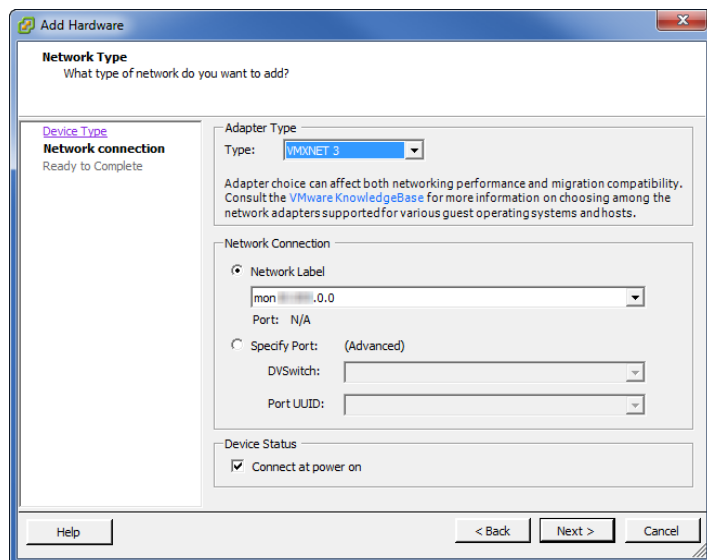 Add Hardware
Network Type
What type of network do you want to add?
Device Type
Network connection
Ready to Complete
Adapter Type
Type: VMXNET 3
Adapter choice can affect both networking performance and migration compatibility.
Consult the VMware KnowledgeBase for more information on choosing among the
network adapters supported for various guest operating systems and hosts.
Network Connection
Network Label
mon .0.0
Port: N/A
Specify Port: (Advanced)
DVSwitch:
Port UUID:
Device Status
Connect at power on
Help
< Back
Next >
Cancel